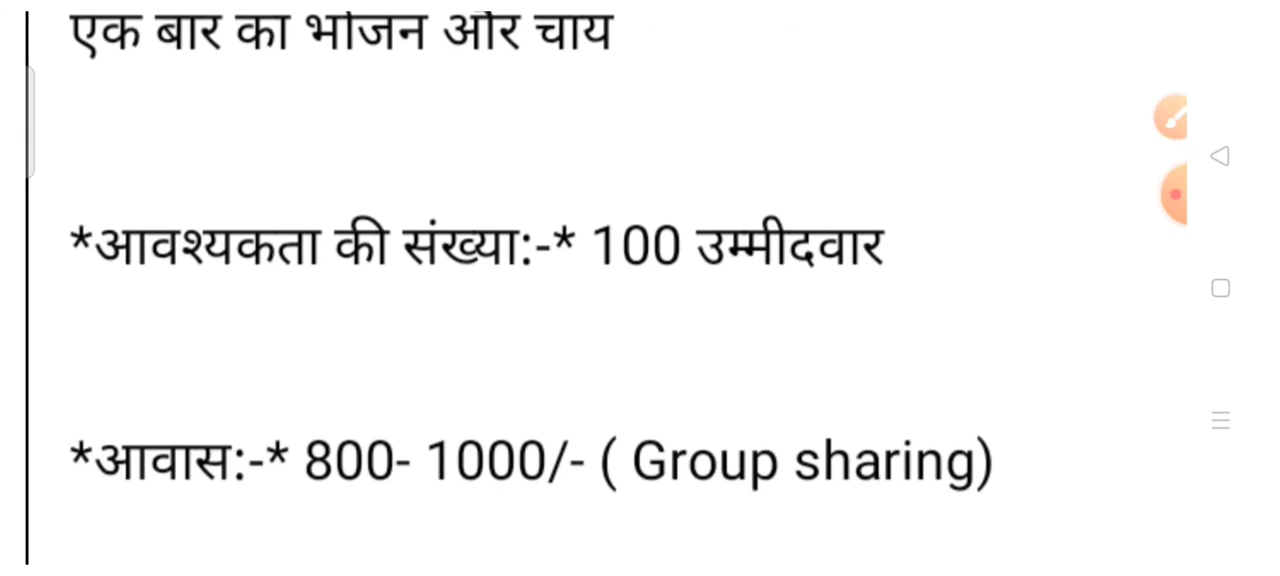 एक बार का भोजन और चाय
*आवश्यकता की संख्या:-* 100 उम्मीदवार
*आवास:-* 800- 1000/- ( Group sharing)